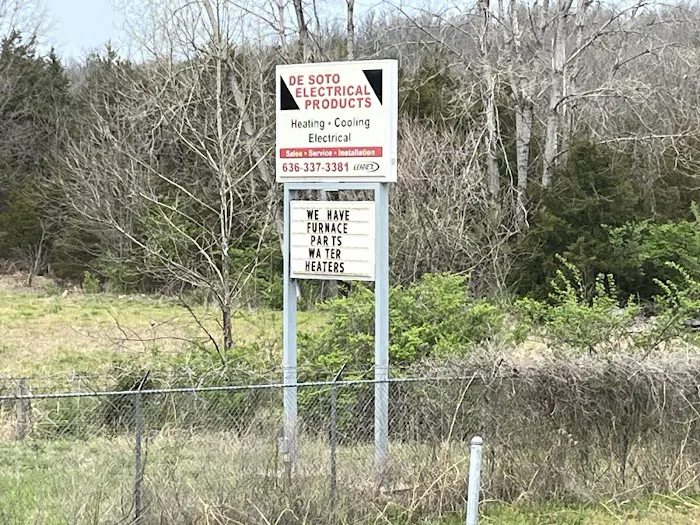 DE SOTO
ELECTRICAL
PRODUCTS
Heating • Cooling
Electrical
Sales • Service • Installation
636-337-3381 LENNOX
WE HAVE
FURNACE
PARTS
WATER
HEATERS